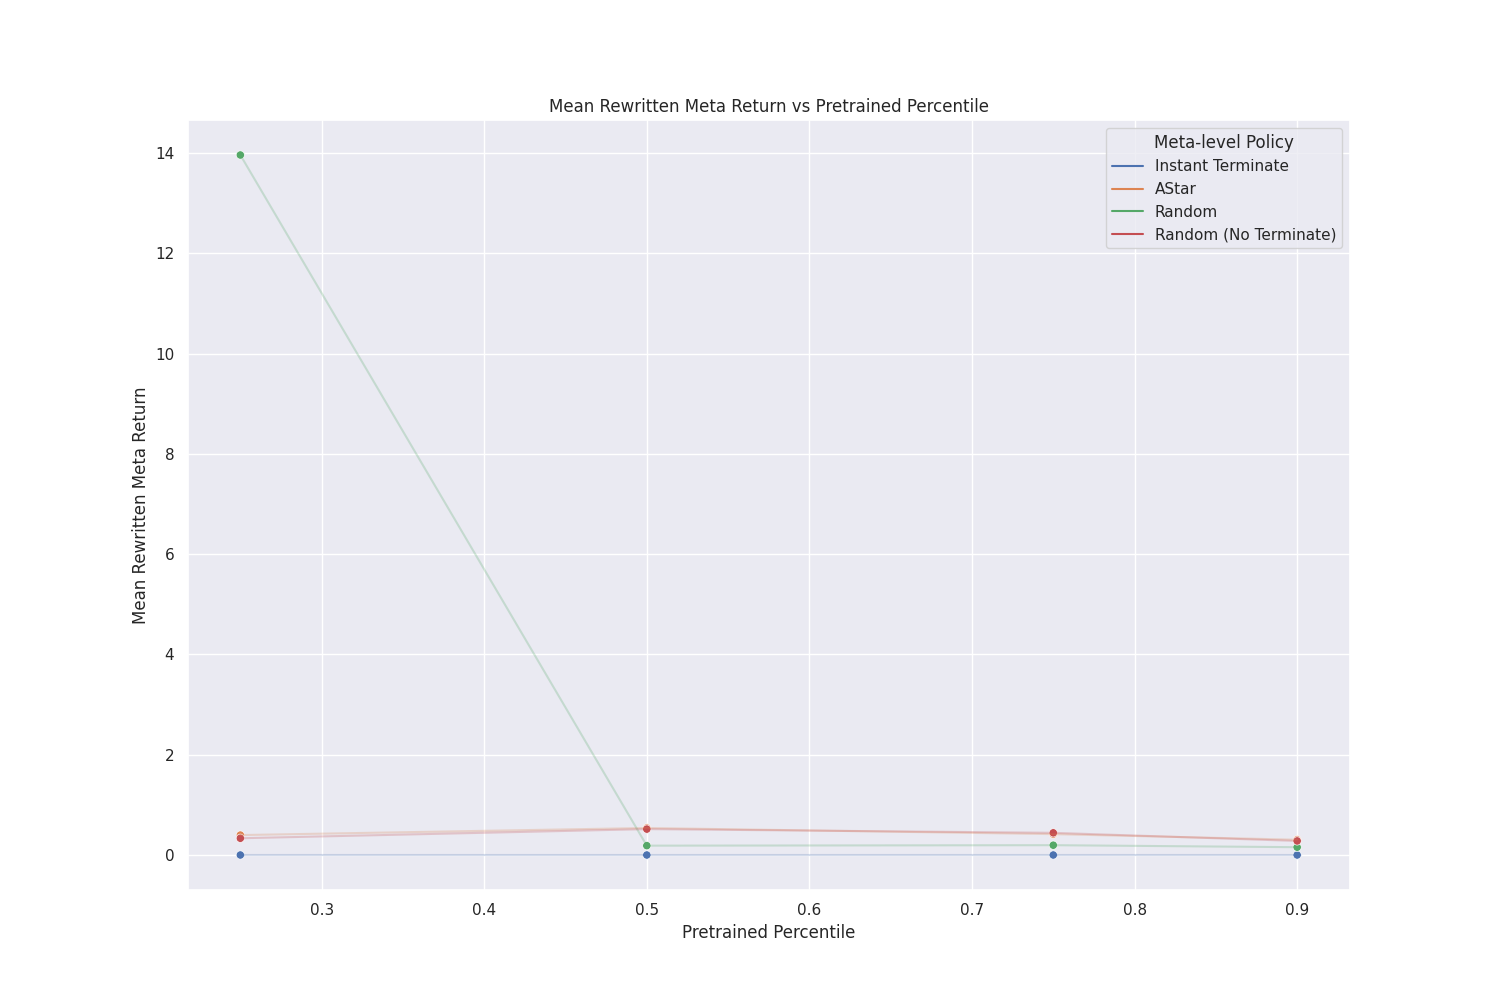 Mean Rewritten Meta Return vs Pretrained Percentile
Meta-level Policy
Instant Terminate
AStar
Random
Random (No Terminate)
Mean Rewritten Meta Return
14
12
10
8
6
4
2
0
0.3 0.4 0.5 0.6 0.7 0.8 0.9
Pretrained Percentile